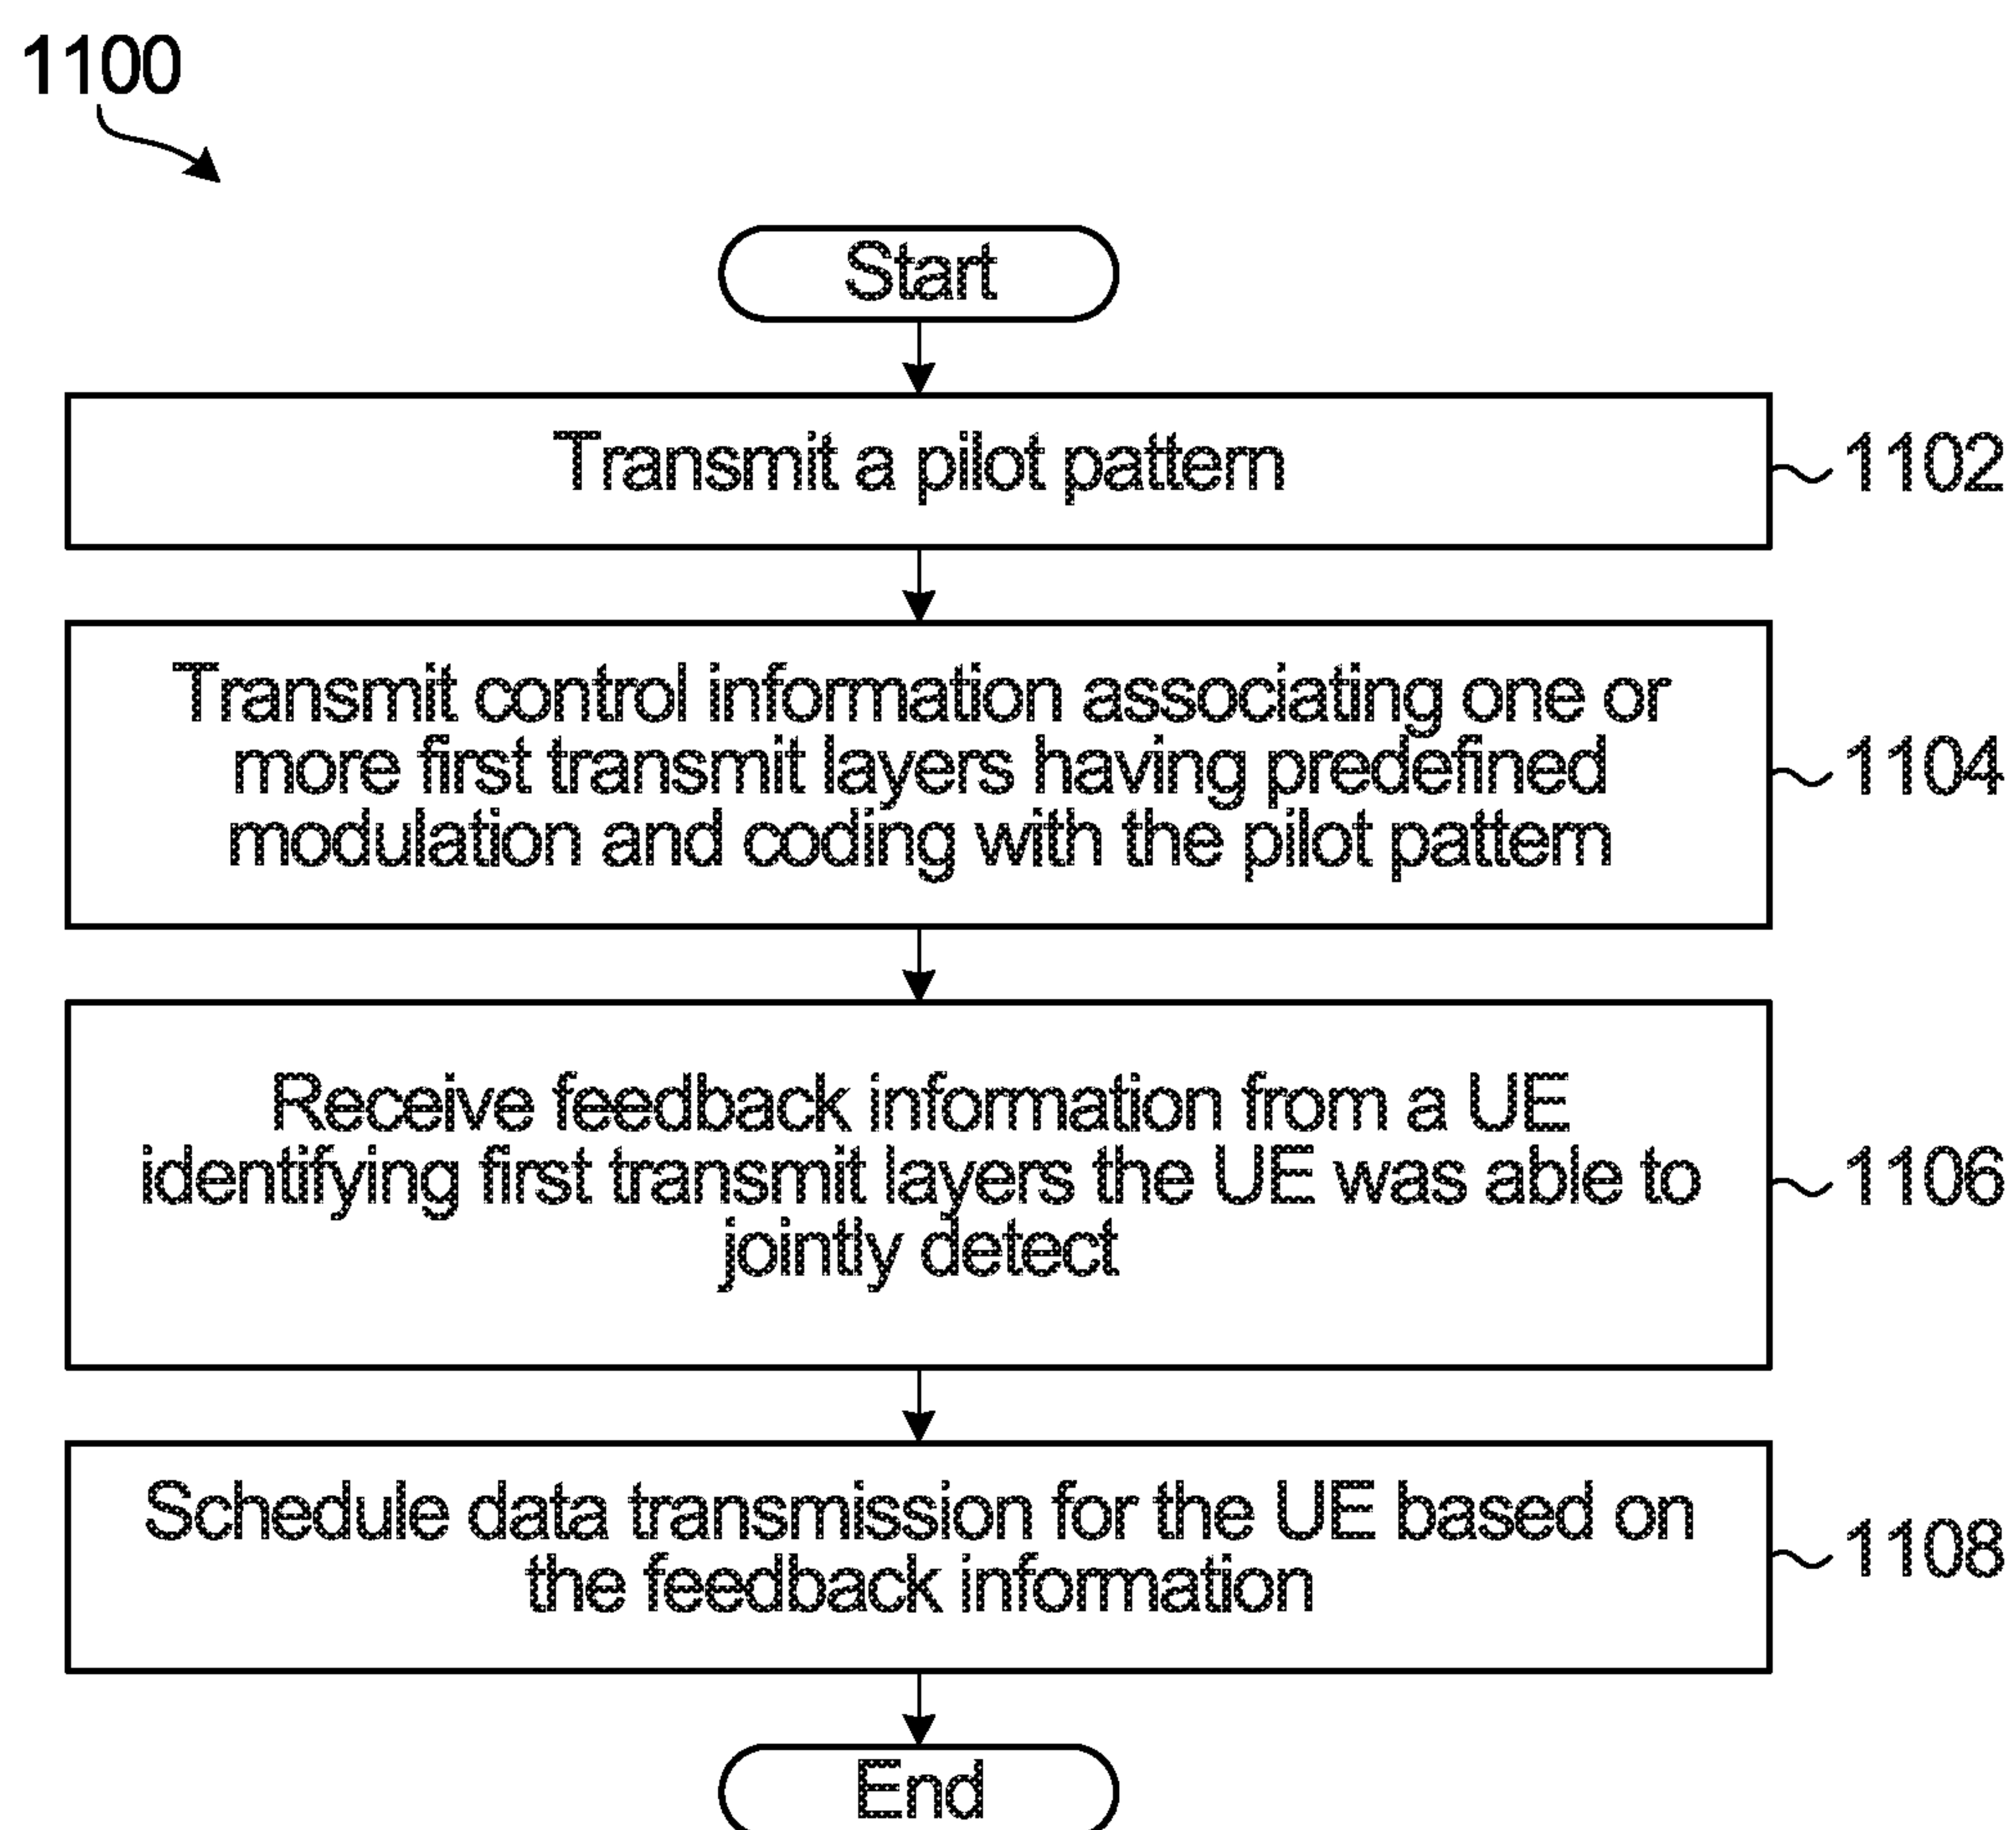 1100
Start
Transmit a pilot pattern
1102
Transmit control information associating one or
more first transmit layers having predefined
modulation and coding with the pilot pattern
1104
Receive feedback information from a UE
identifying first transmit layers the UE was able to
jointly detect
1106
Schedule data transmission for the UE based on
the feedback information
1108
End